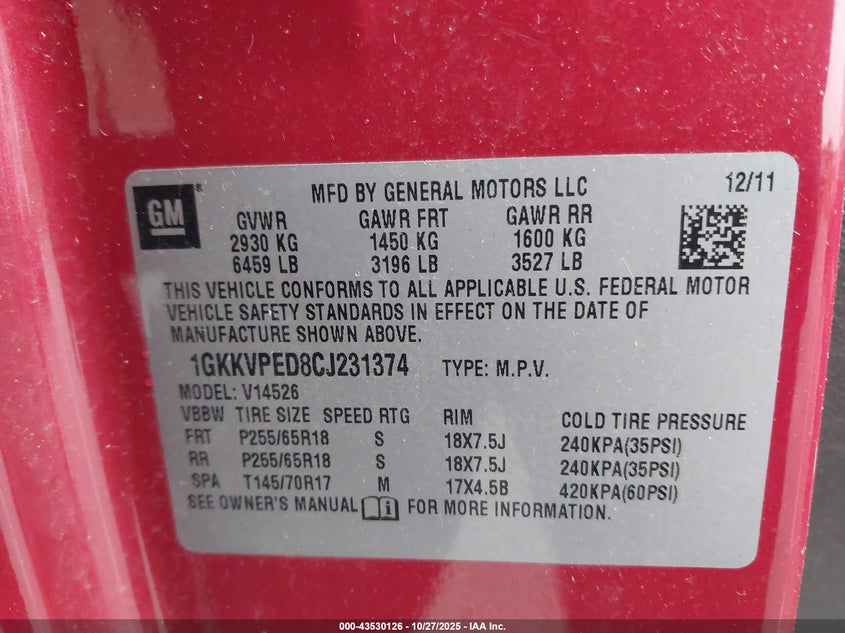 GM
MFD BY GENERAL MOTORS LLC 12/11
GVWR GAWR FRT GAWR RR
2930 KG 1450 KG 1600 KG
6459 LB 3196 LB 3527 LB
THIS VEHICLE CONFORMS TO ALL APPLICABLE U.S. FEDERAL MOTOR
VEHICLE SAFETY STANDARDS IN EFFECT ON THE DATE OF
MANUFACTURE SHOWN ABOVE.
1GKKVPED8CJ231374 TYPE: M.P.V.
MODEL: V14526
VBBW TIRE SIZE SPEED RTG RIM COLD TIRE PRESSURE
FRT P255/65R18 S 18X7.5J 240KPA(35PSI)
RR P255/65R18 S 18X7.5J 240KPA(35PSI)
SPA T145/70R17 M 17X4.5B 420KPA(60PSI)
SEE OWNER'S MANUAL FOR MORE INFORMATION.
000-43530126 - 10/27/2025 - IAA Inc.